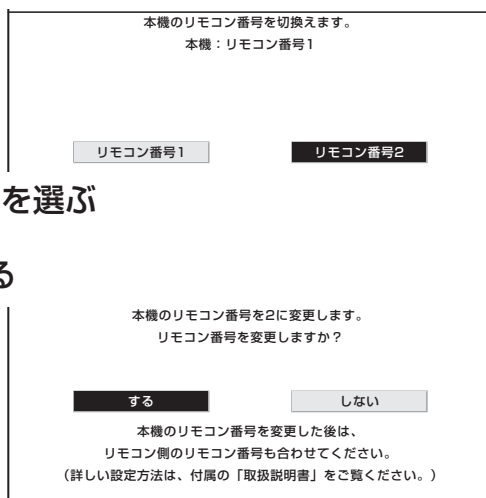 本機のリモコン番号を切換えます。
本機：リモコン番号1
リモコン番号1 リモコン番号2
を選ぶ
る
本機のリモコン番号を2に変更します。
リモコン番号を変更しますか？
する しない
本機のリモコン番号を変更した後は、
リモコン側のリモコン番号も合わせてください。
（詳しい設定方法は、付属の「取扱説明書」をご覧ください。）